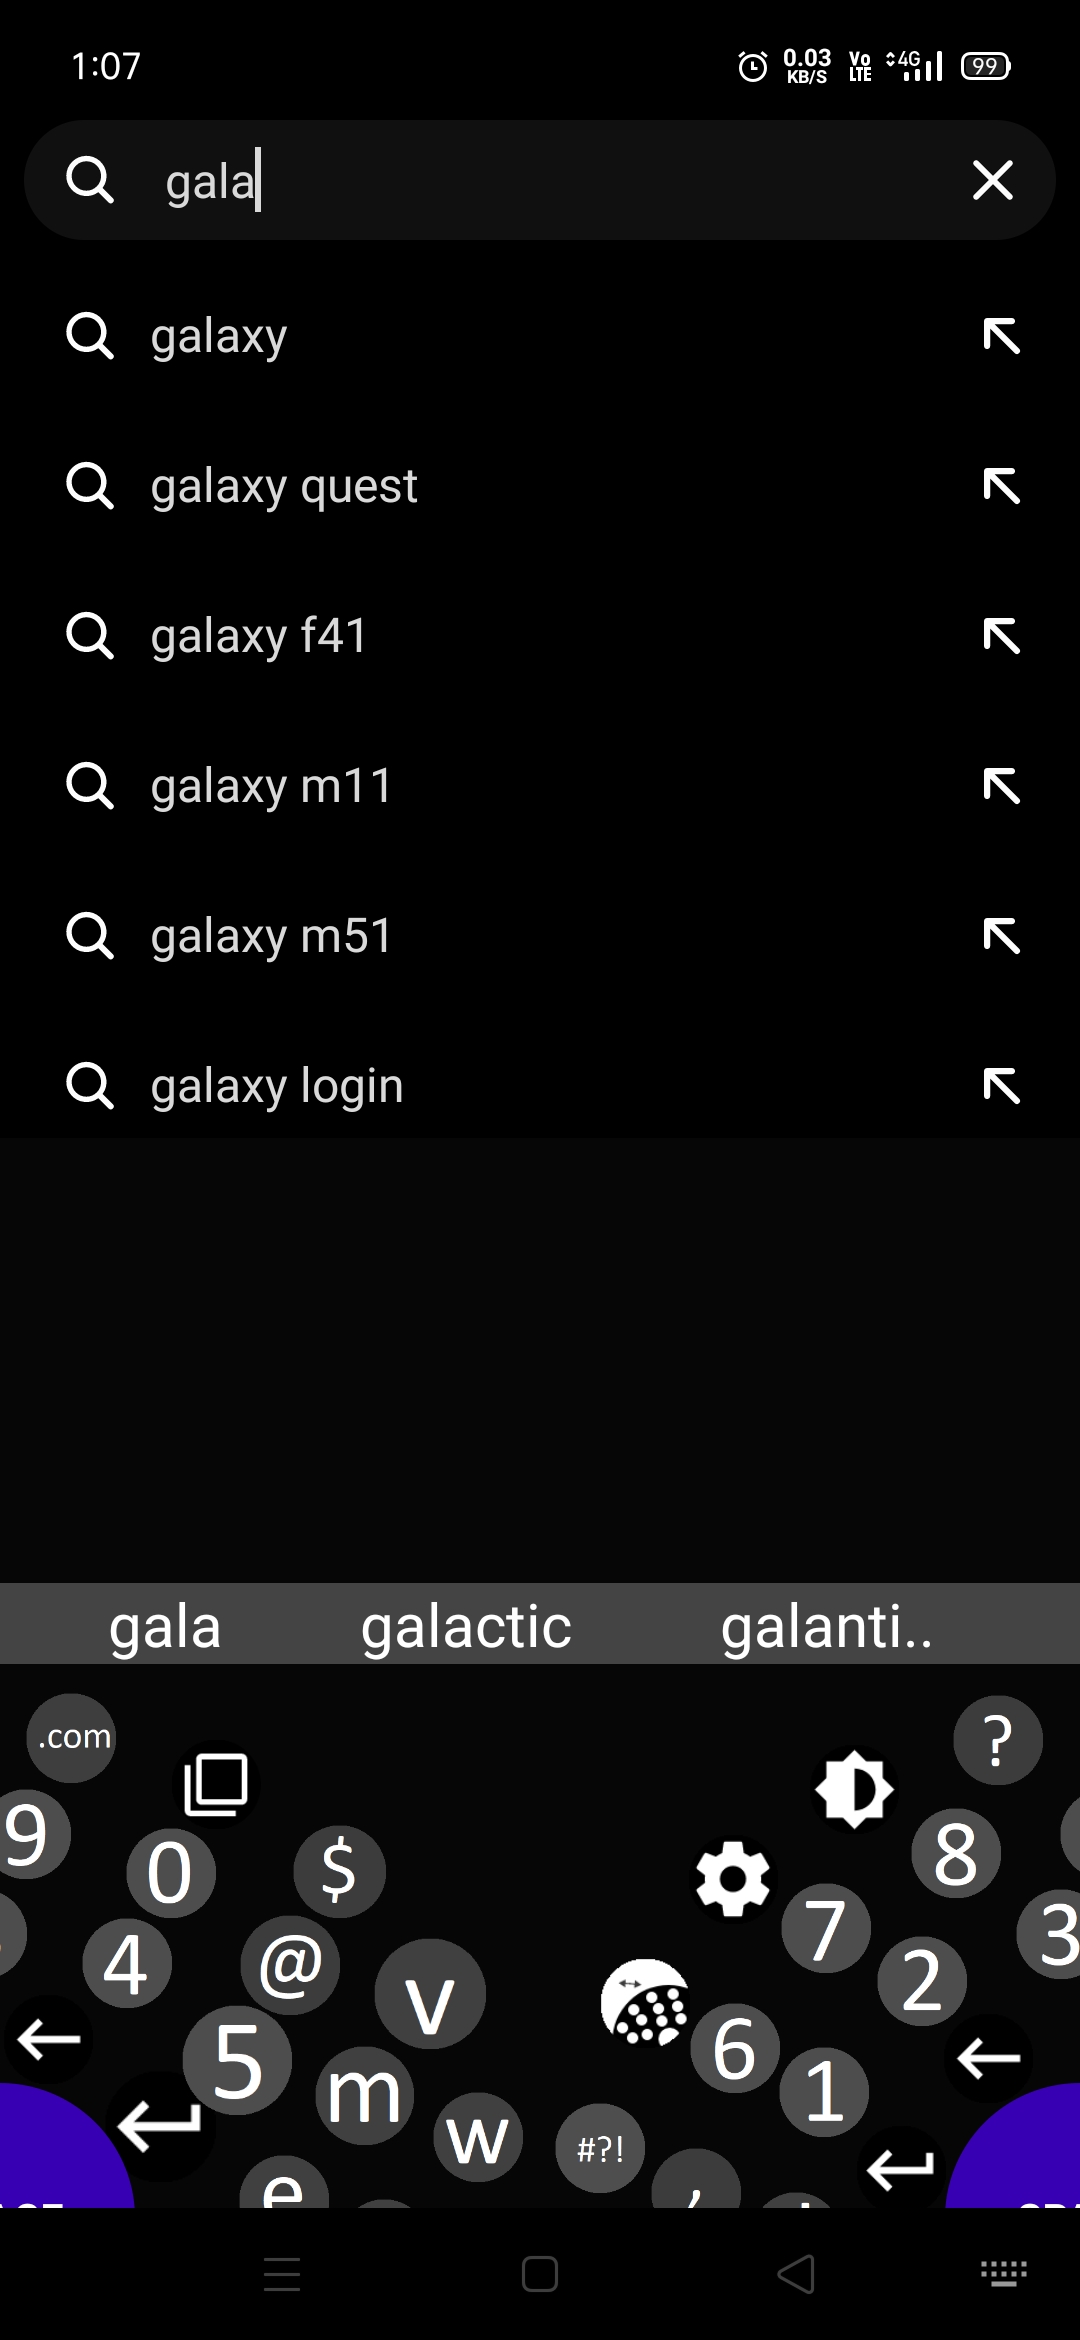 1:07 0.03 KB/S Vo LTE 4G 99
gala
galaxy
galaxy quest
galaxy f41
galaxy m11
galaxy m51
galaxy login
gala galactic galanti..
.com ?
9 0 $ 8
4 @ v 7 2 3
5 m w 6 1
#?!
e ,